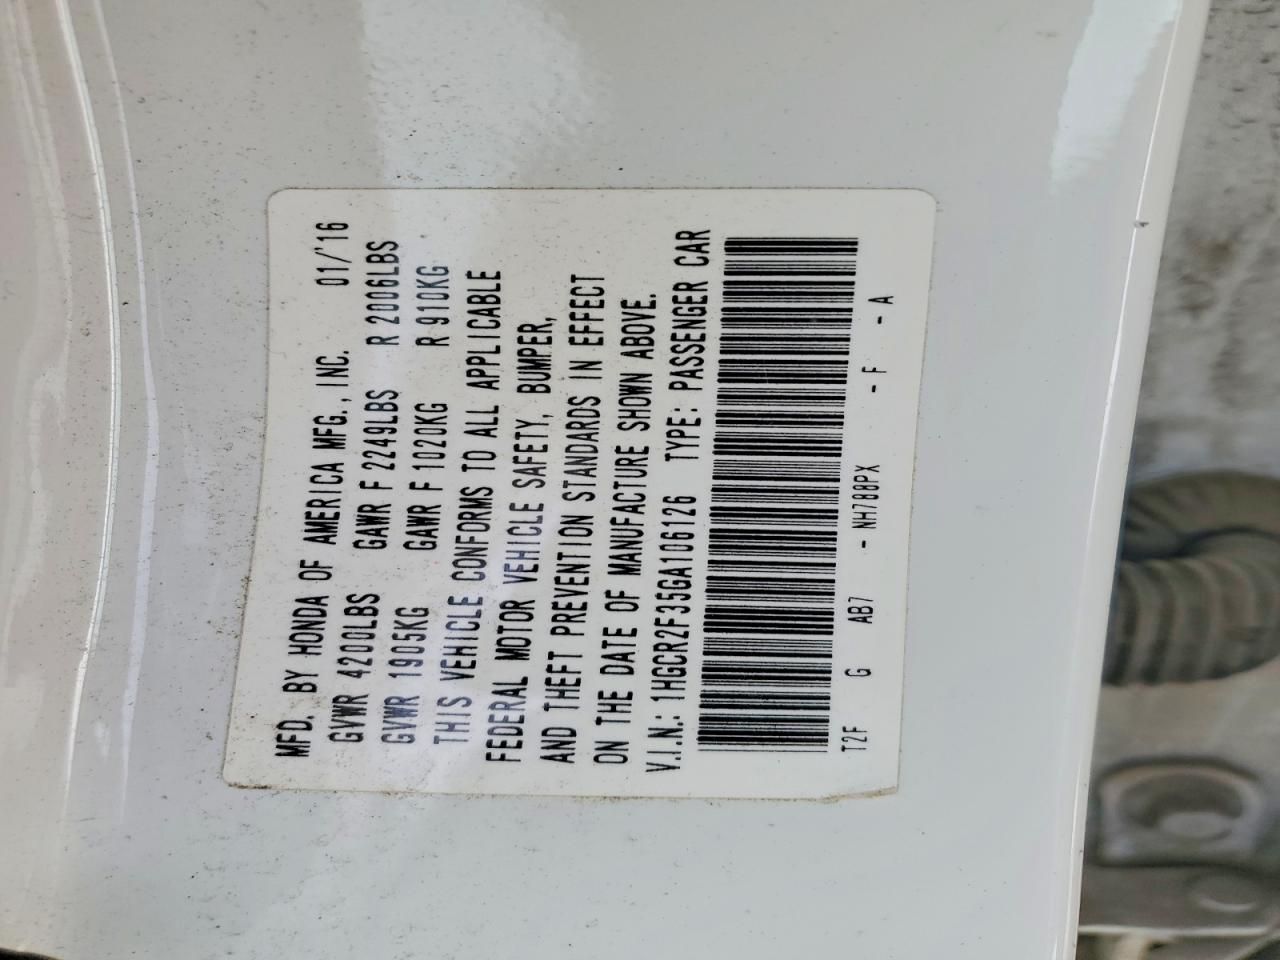 MFD. BY HONDA OF AMERICA MFG., INC. 01/'16
GVWR 4200LBS GAWR F 2249LBS R 2006LBS
GVWR 1905KG GAWR F 1020KG R 910KG
THIS VEHICLE CONFORMS TO ALL APPLICABLE
FEDERAL MOTOR VEHICLE SAFETY, BUMPER,
AND THEFT PREVENTION STANDARDS IN EFFECT
ON THE DATE OF MANUFACTURE SHOWN ABOVE.
V.I.N.: 1HGCR2F35GA106126 TYPE: PASSENGER CAR
T2F G AB7 - NH788PX - F - A